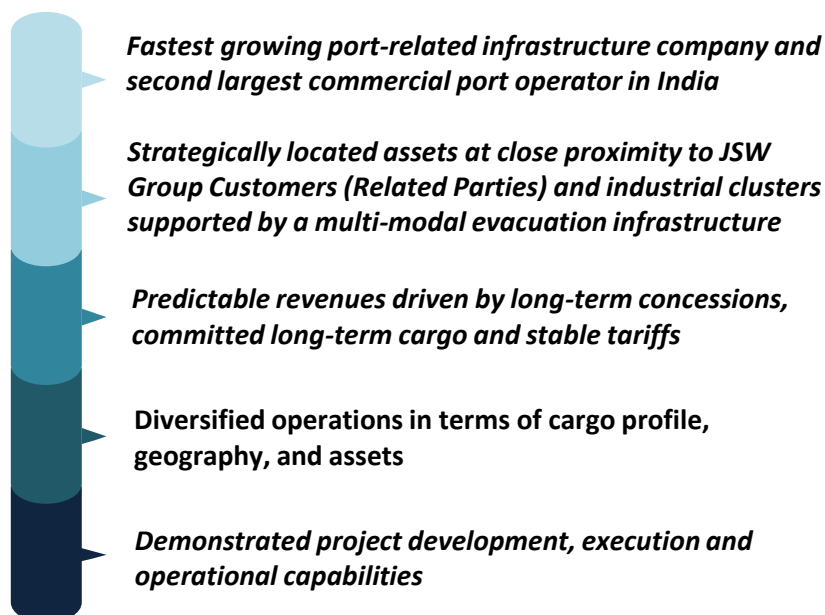 Fastest growing port-related infrastructure company and
second largest commercial port operator in India
Strategically located assets at close proximity to JSW
Group Customers (Related Parties) and industrial clusters
supported by a multi-modal evacuation infrastructure
Predictable revenues driven by long-term concessions,
committed long-term cargo and stable tariffs
Diversified operations in terms of cargo profile,
geography, and assets
Demonstrated project development, execution and
operational capabilities